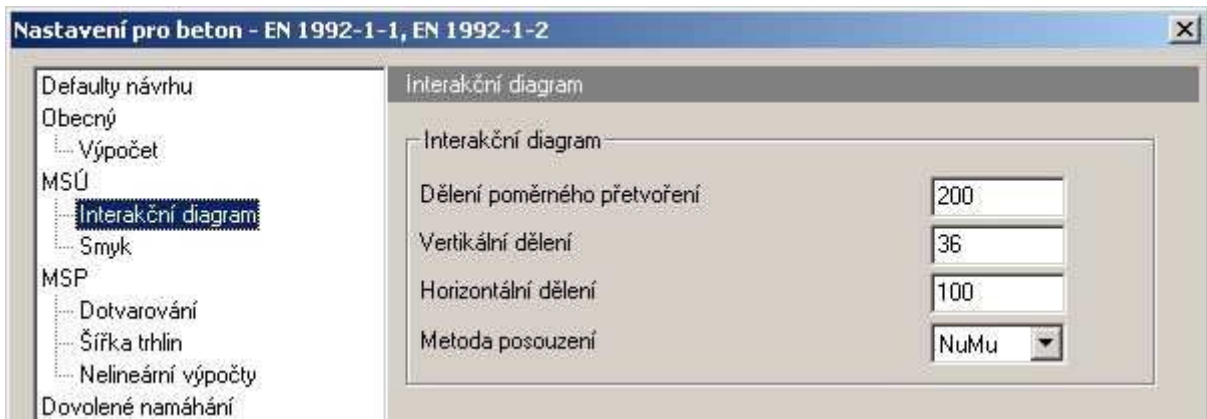 Nastavení pro beton - EN 1992-1-1, EN 1992-1-2
Defaulty návrhu
Obecný
Výpočet
MSÚ
Interakční diagram
Smyk
MSP
Dotvarování
Šířka trhlin
Nelineární výpočty
Dovolené namáhání
Interakční diagram
Interakční diagram
Dělení poměrného přetvoření 200
Vertikální dělení 36
Horizontální dělení 100
Metoda posouzení NuMu